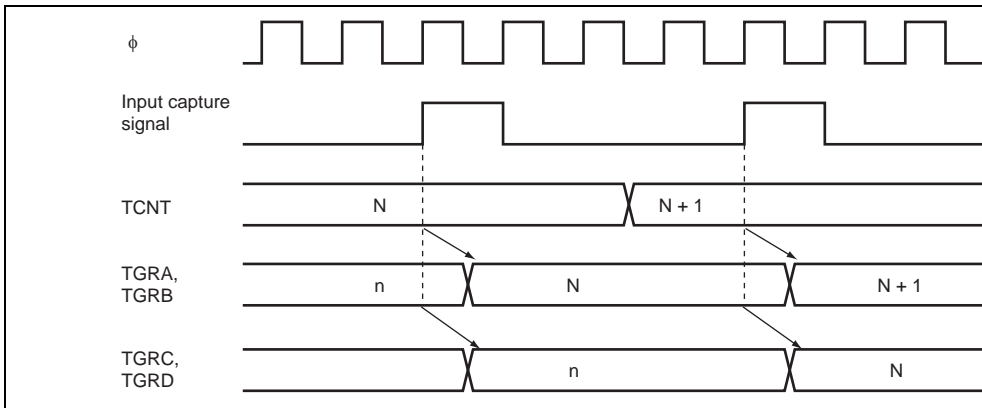 ϕ
Input capture
signal
TCNT
N
N + 1
TGRA,
TGRB
n
N
N + 1
TGRC,
TGRD
n
N